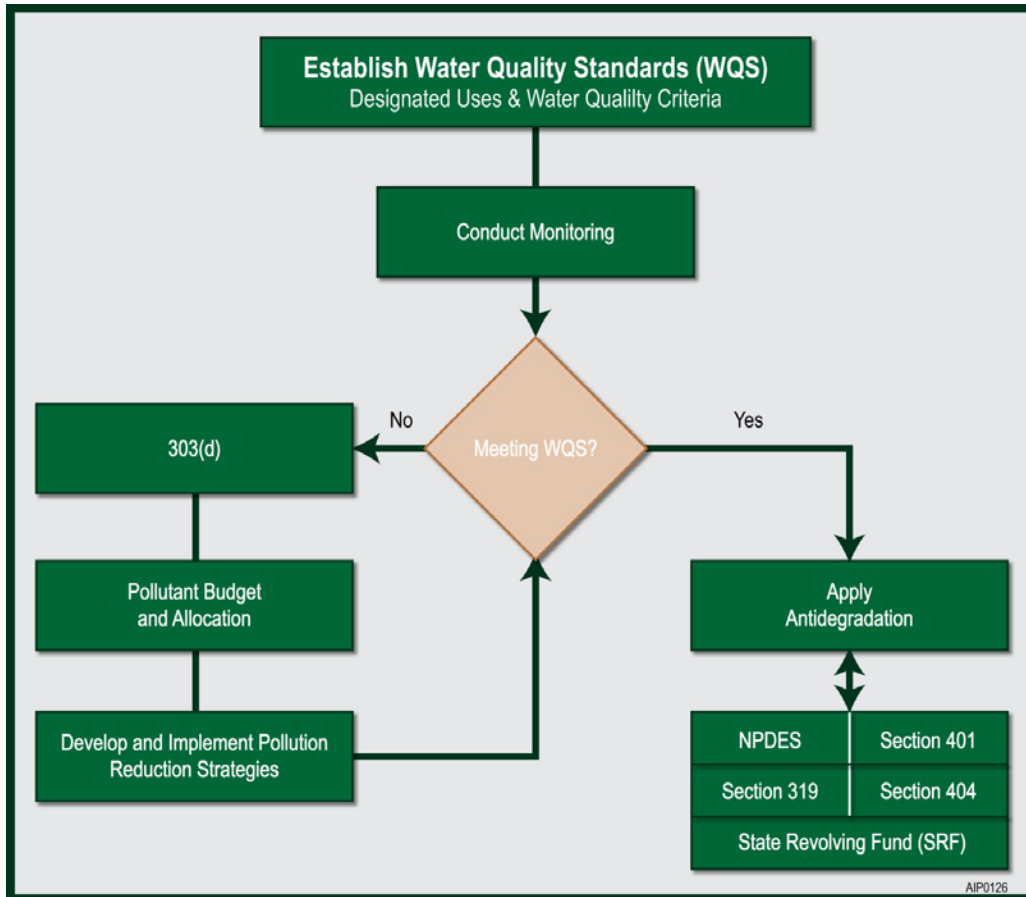 Establish Water Quality Standards (WQS)
Designated Uses & Water Qualilty Criteria
Conduct Monitoring
No
Yes
303(d)
Meeting WQS?
Pollutant Budget
and Allocation
Apply
Antidegradation
Develop and Implement Pollution
Reduction Strategies
NPDES
Section 401
Section 319
Section 404
State Revolving Fund (SRF)
AIP0126